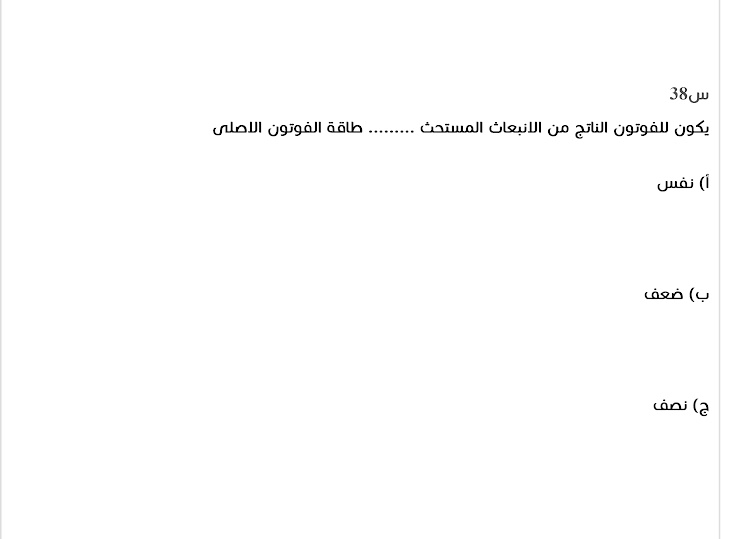 س38
يكون للفوتون الناتج من الانبعاث المستحث ......... طاقة الفوتون الاصلى
أ) نفس
ب) ضعف
ج) نصف